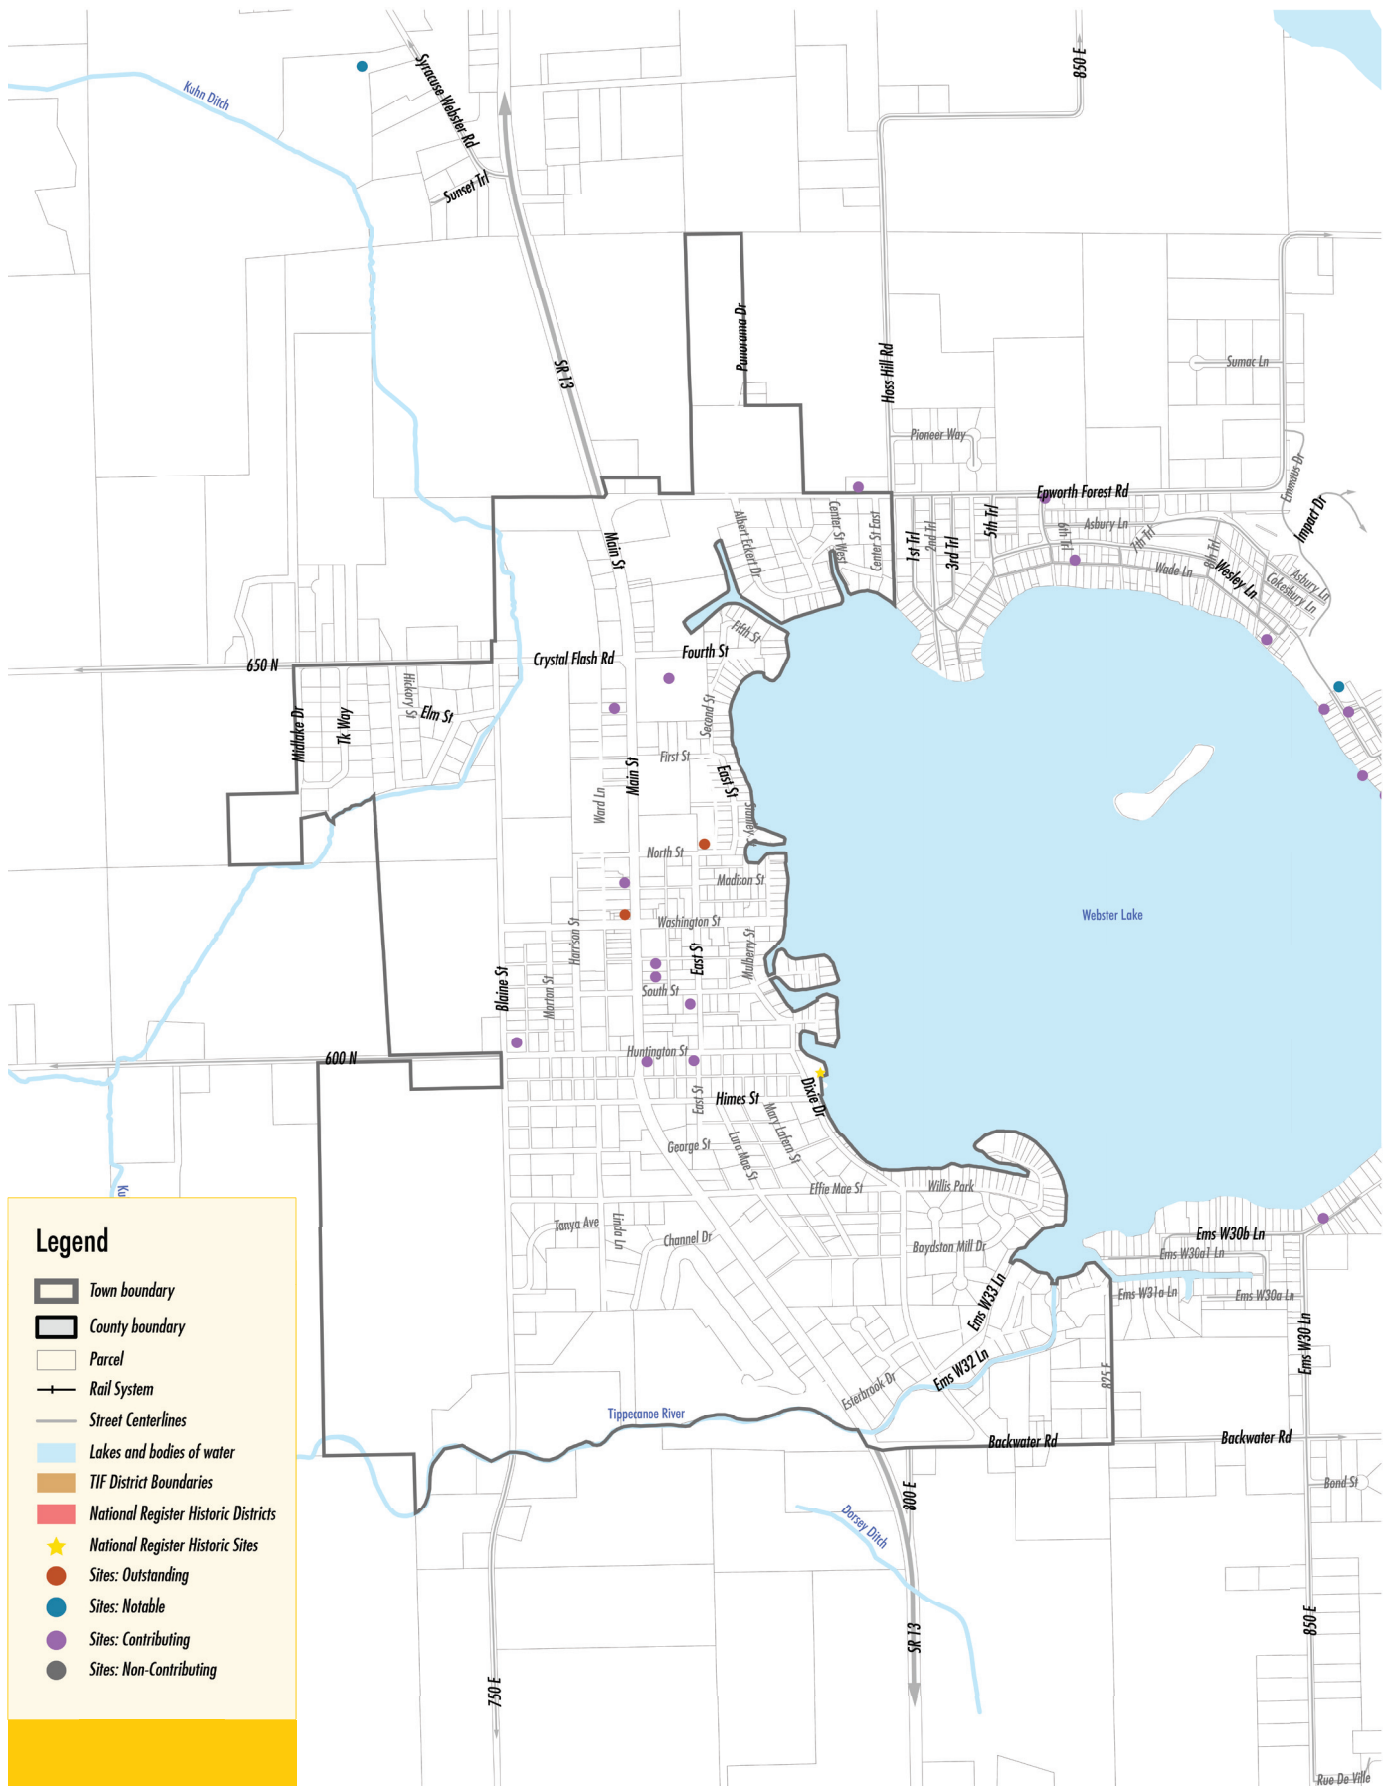 850 E
Syracuse Webster Rd
Kuhn Ditch
Sunset Trl
Panorama Dr
Hoss Hill Rd
SR 13
Sumac Ln
Pioneer Way
Emmaus Dr
Epworth Forest Rd
Impact Dr
Albert Eckert Dr
Center St West
Center St East
1st Trl
2nd Trl
3rd Trl
5th Trl
6th Trl
Asbury Ln
7th Trl
8th Trl
Main St
Wade Ln
Wesley Ln
Asbury Ln
Cokesbury Ln
Fifth St
650 N
Crystal Flash Rd
Fourth St
Hickory St
Elm St
Midlake Dr
Tk Way
Second St
First St
Main St
East St
Ward Ln
Stanley St
North St
Madison St
Webster Lake
Washington St
Harrison St
East St
Mulberry St
Blaine St
Morton St
South St
600 N
Huntington St
Dixie Dr
East St
Himes St
Mary Lafern St
Lura Mae St
George St
Effie Mae St
Willis Park
Ku
Tanya Ave
Linda Ln
Channel Dr
Boydston Mill Dr
Ems W30b Ln
Ems W30a1 Ln
Ems W31a Ln
Ems W30a Ln
Ems W33 Ln
Ems W30 Ln
Ems W32 Ln
825 E
Esterbrook Dr
Tippecanoe River
Backwater Rd
Backwater Rd
Bond St
800 E
Dorsey Ditch
SR 13
850 E
750 E
Rue De Ville
Legend
Town boundary
County boundary
Parcel
Rail System
Street Centerlines
Lakes and bodies of water
TIF District Boundaries
National Register Historic Districts
National Register Historic Sites
Sites: Outstanding
Sites: Notable
Sites: Contributing
Sites: Non-Contributing